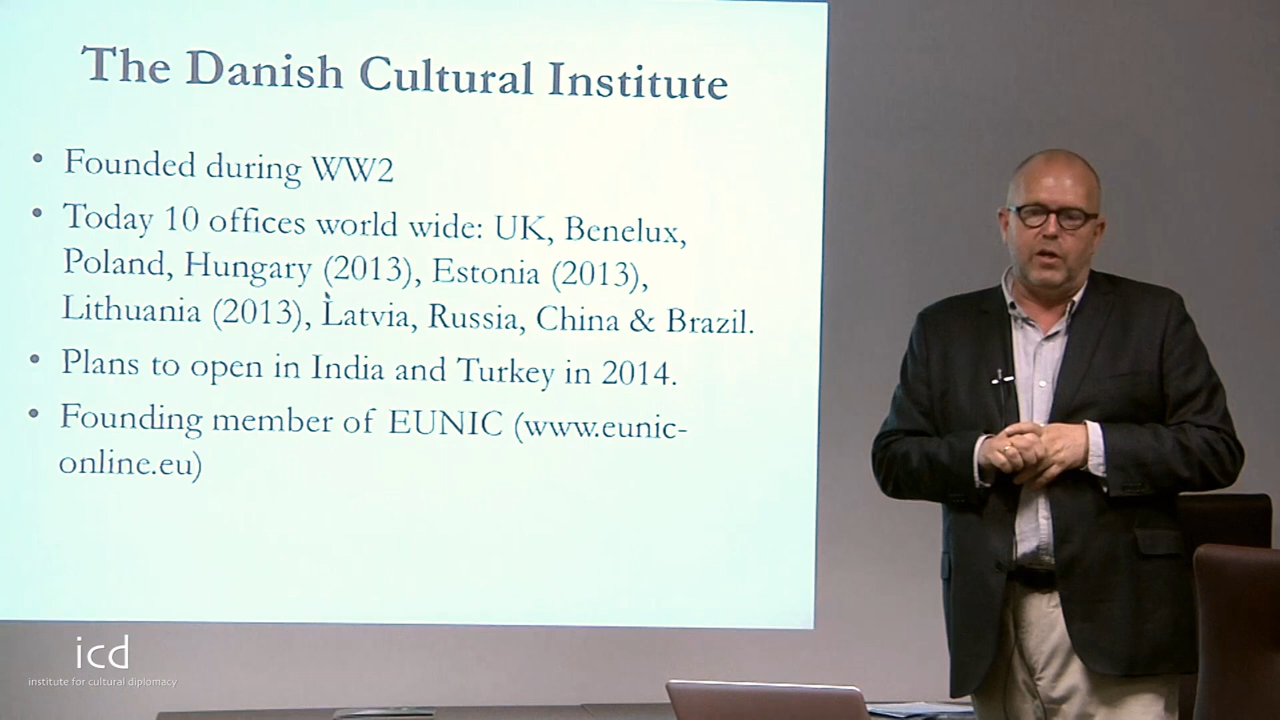 The Danish Cultural Institute
• Founded during WW2
• Today 10 offices world wide: UK, Benelux,
Poland, Hungary (2013), Estonia (2013),
Lithuania (2013), Latvia, Russia, China & Brazil.
• Plans to open in India and Turkey in 2014.
• Founding member of EUNIC (www.eunic-
online.eu)
icd
institute for cultural diplomacy